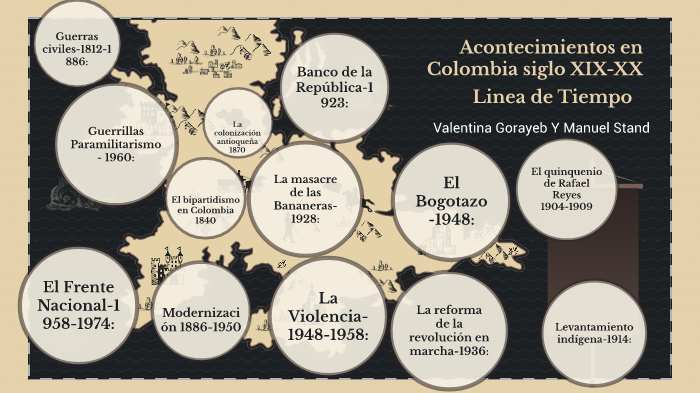 Acontecimientos en
Colombia siglo XIX-XX
Linea de Tiempo
Valentina Gorayeb Y Manuel Stand
Guerras
civiles-1812-1
886:
Banco de la
República-1
923:
Guerrillas
Paramilitarismo
- 1960:
La
colonización
antioqueña
1870
El bipartidismo
en Colombia
1840
La masacre
de las
Bananeras-
1928:
El
Bogotazo
-1948:
El quinquenio
de Rafael
Reyes
1904-1909
El Frente
Nacional-1
958-1974:
Modernizaci
ón 1886-1950
La
Violencia-
1948-1958:
La reforma
de la
revolución en
marcha-1936:
Levantamiento
indígena-1914: